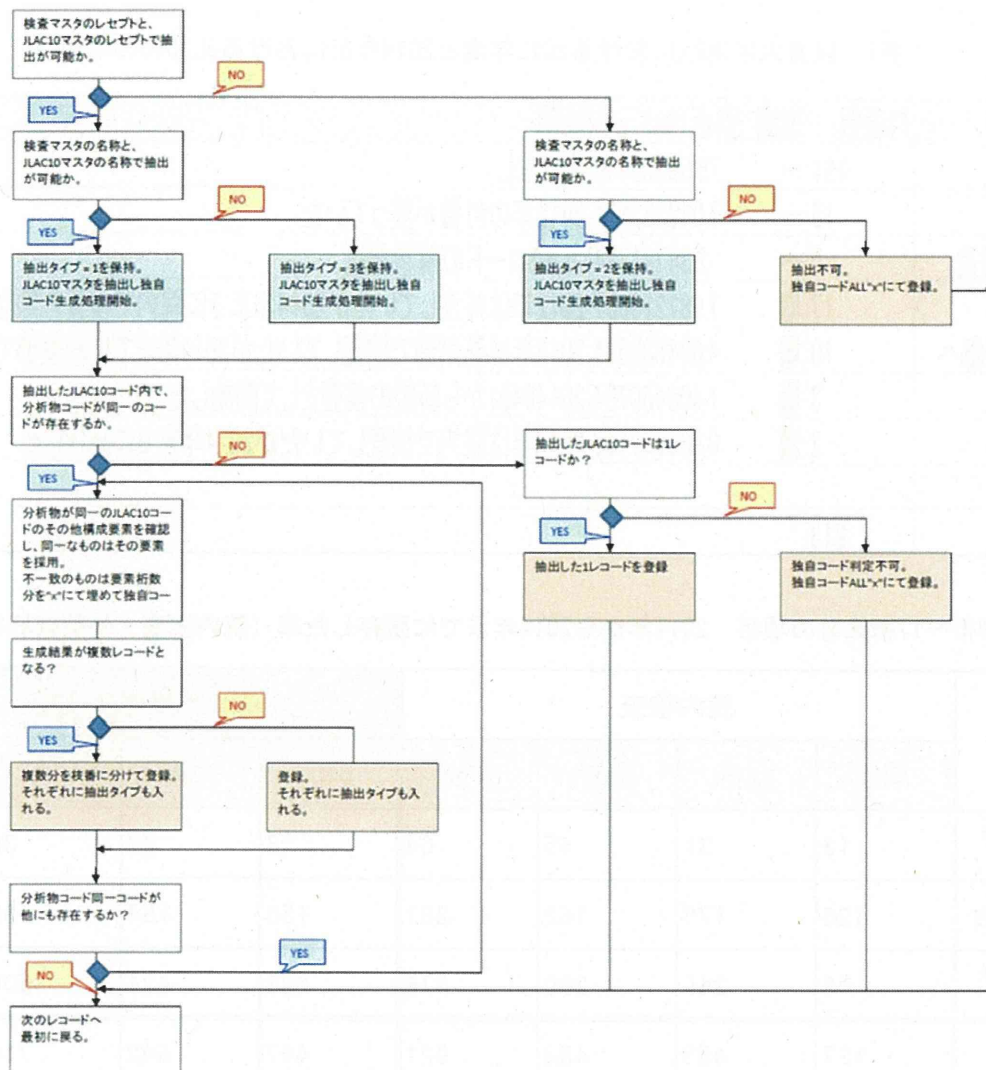 検査マスタのレセプトと、
JLAC10マスタのレセプトで抽
出が可能か。
NO
YES
検査マスタの名称と、
JLAC10マスタの名称で抽出
が可能か。
検査マスタの名称と、
JLAC10マスタの名称で抽出
が可能か。
NO
YES
NO
YES
抽出タイプ = 1を保持。
JLAC10マスタを抽出し独自
コード生成処理開始。
抽出タイプ = 3を保持。
JLAC10マスタを抽出し独自
コード生成処理開始。
抽出タイプ = 2を保持。
JLAC10マスタを抽出し独自
コード生成処理開始。
抽出不可。
独自コードALL"x"にて登録。
抽出したJLAC10コード内で、
分析物コードが同一のコー
ドが存在するか。
NO
YES
抽出したJLAC10コードは1レ
コードか？
NO
YES
分析物が同一のJLAC10コー
ドのその他構成要素を確認
し、同一なものはその要素
を採用。
不一致のものは要素桁数
分を"x"にて埋めて独自コー
抽出した1レコードを登録
独自コード判定不可。
独自コードALL"x"にて登録。
生成結果が複数レコードと
なる？
NO
YES
複数分を枝番に分けて登録。
それぞれに抽出タイプも入
れる。
登録。
それぞれに抽出タイプも入
れる。
分析物コード同一コードが
他にも存在するか？
YES
NO
次のレコードへ
最初に戻る。